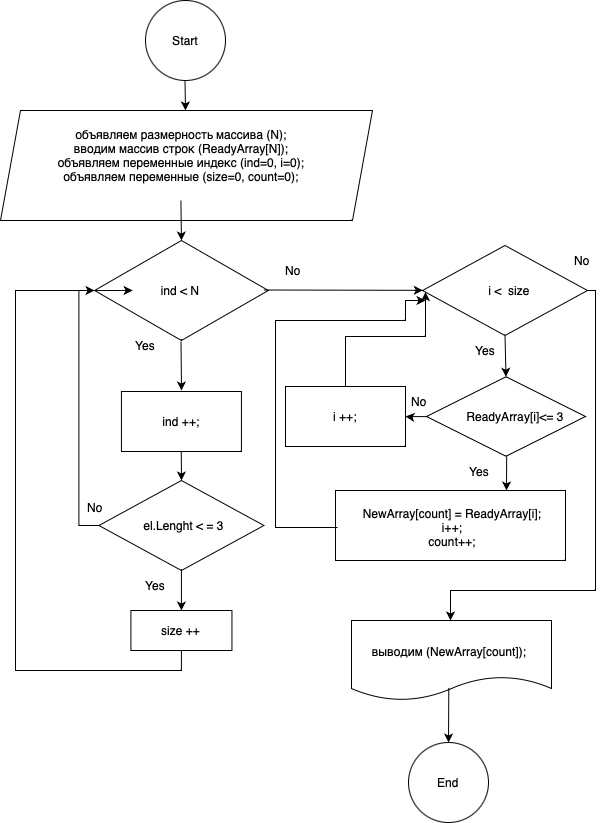 Start
объявляем размерность массива (N);
вводим массив строк (ReadyArray[N]);
объявляем переменные индекс (ind=0, i=0);
объявляем переменные (size=0, count=0);
ind < N
No
i < size
No
Yes
Yes
ind ++;
i ++;
No
ReadyArray[i]<= 3
Yes
No
el.Lenght < = 3
NewArray[count] = ReadyArray[i];
i++;
count++;
Yes
size ++
выводим (NewArray[count]);
End